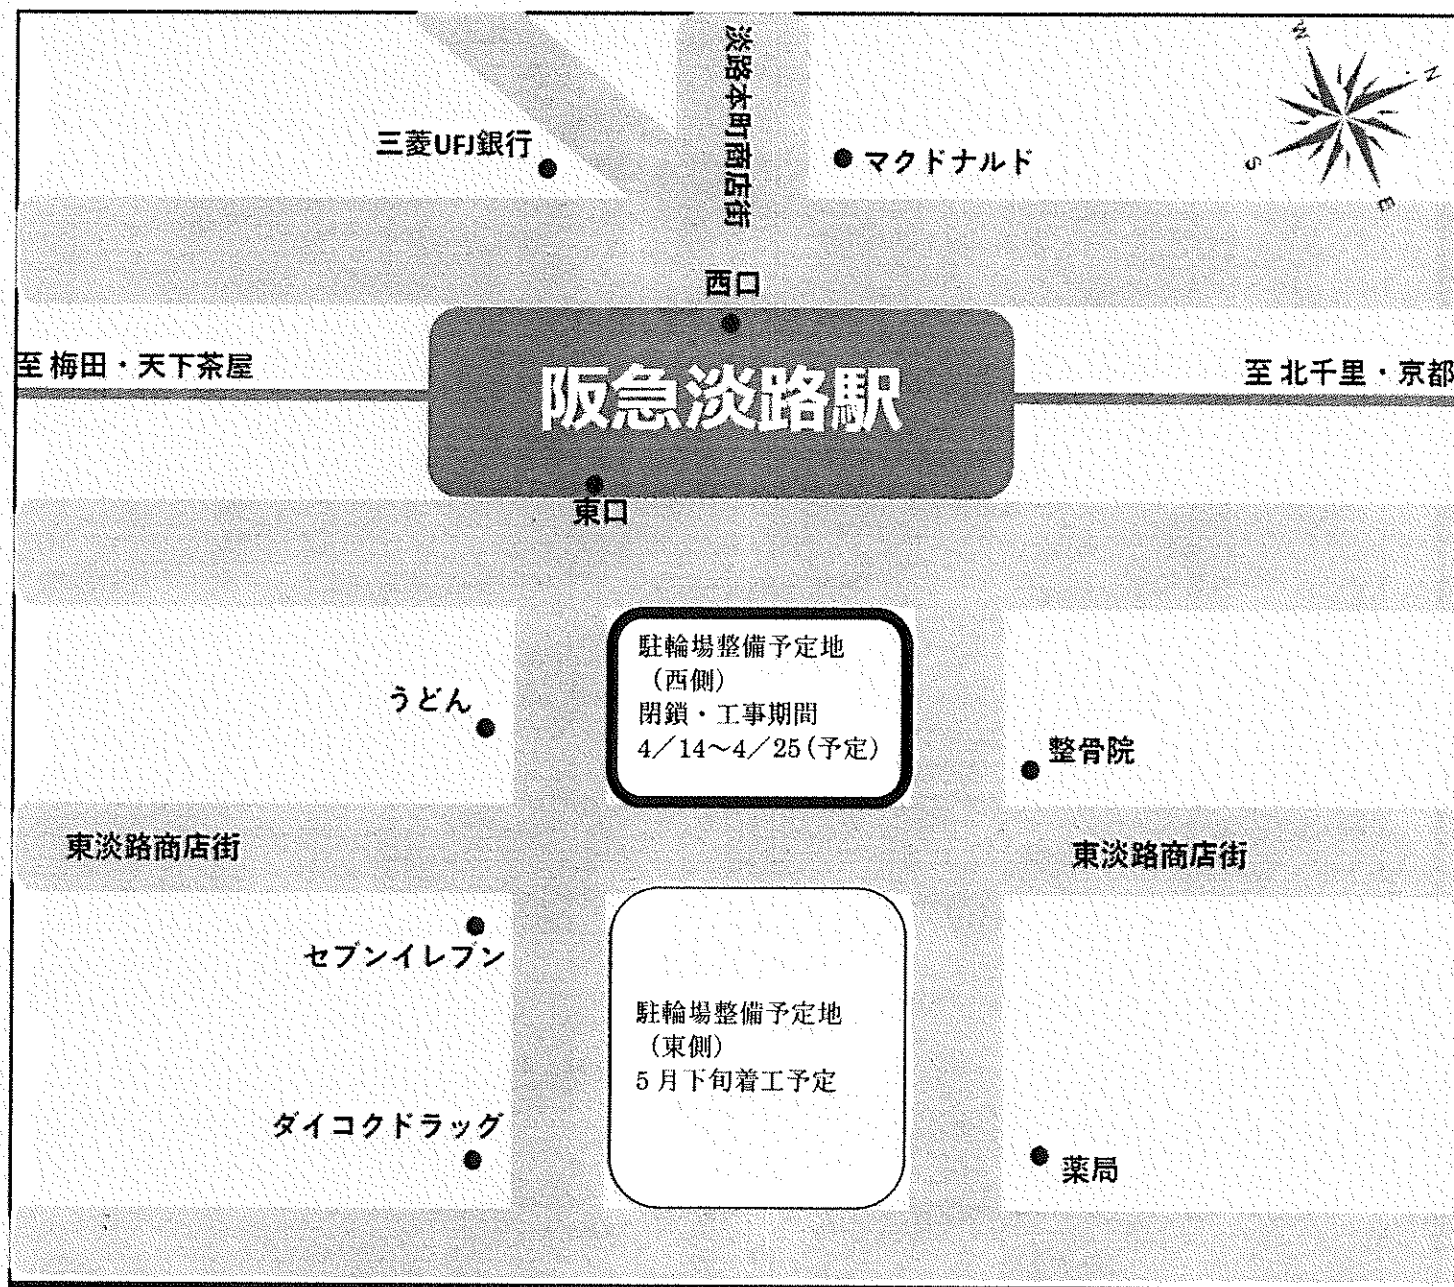 淡路本町商店街
W
N
S
E
三菱UFJ銀行
マクドナルド
西口
至 梅田・天下茶屋
阪急淡路駅
至 北千里・京都
東口
駐輪場整備予定地
(西側)
閉鎖・工事期間
4/14~4/25(予定)
うどん
整骨院
東淡路商店街
東淡路商店街
セブンイレブン
駐輪場整備予定地
(東側)
5月下旬着工予定
ダイコクドラッグ
薬局